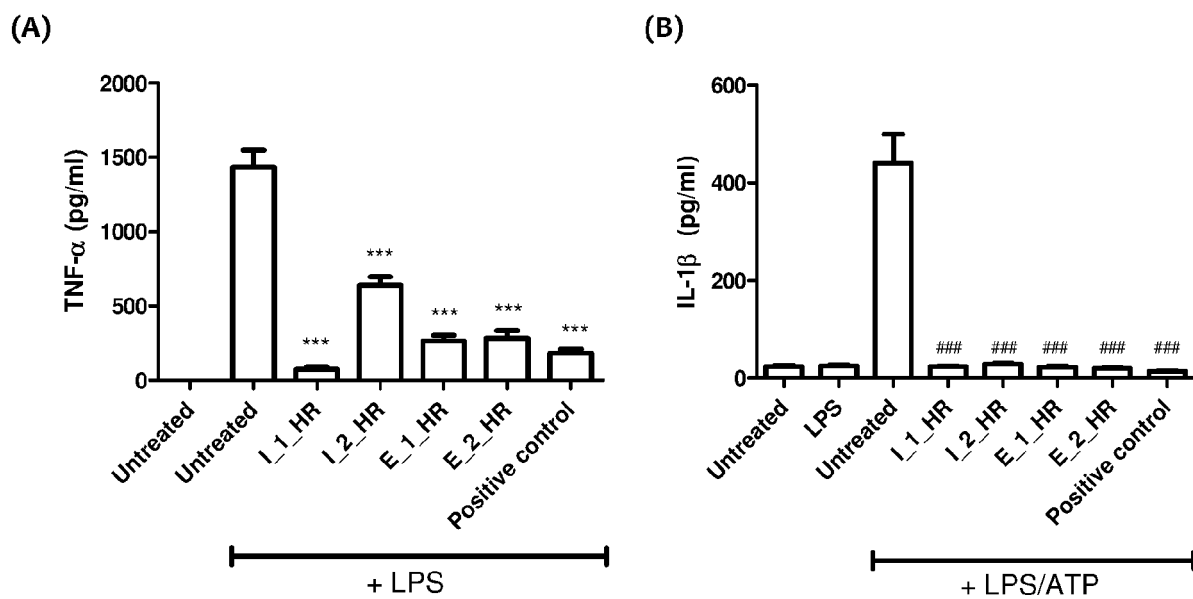 (A)
TNF-α (pg/ml)
2000
1500
1000
500
0
***
***
***
***
***
Untreated
Untreated
I_1_HR
I_2_HR
E_1_HR
E_2_HR
Positive control
+ LPS
(B)
IL-1β (pg/ml)
600
400
200
0
###
###
###
###
###
Untreated
LPS
Untreated
I_1_HR
I_2_HR
E_1_HR
E_2_HR
Positive control
+ LPS/ATP